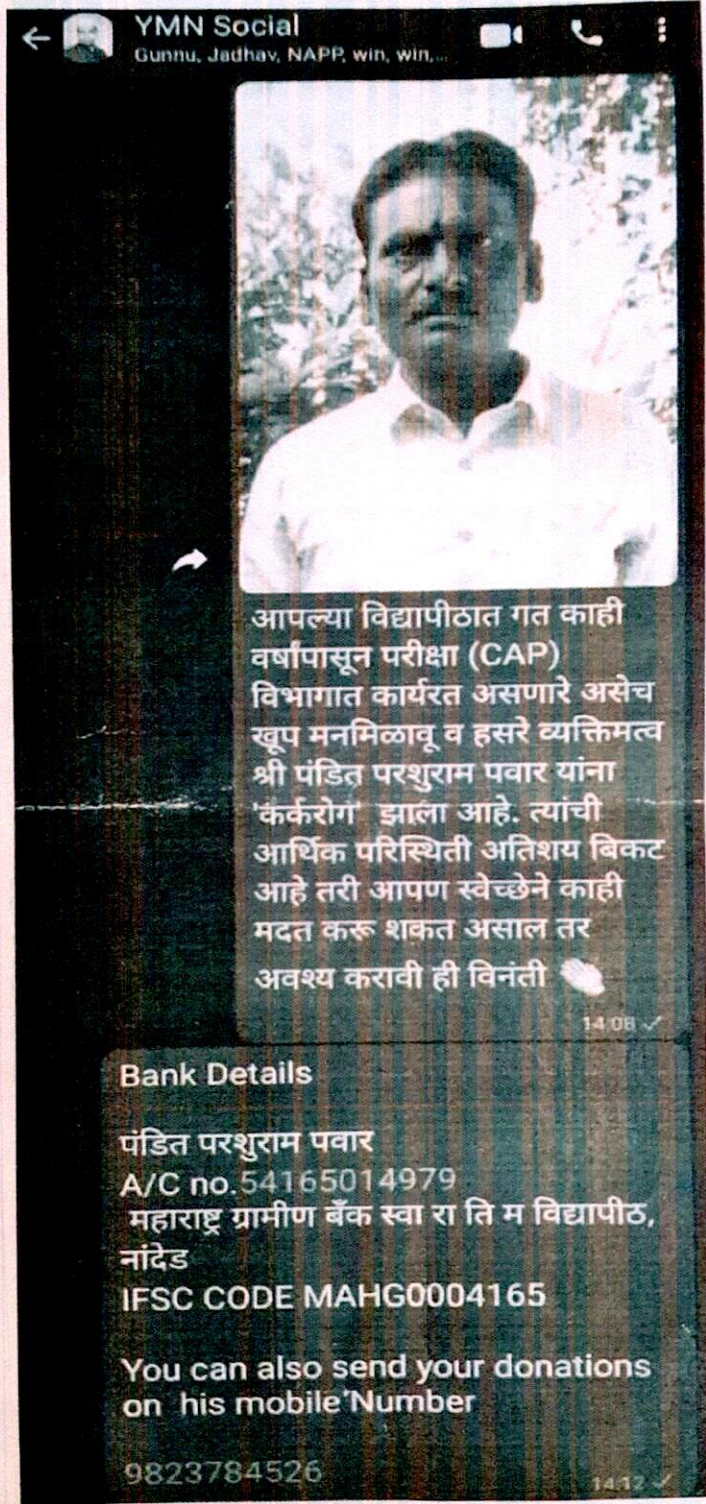 YMN Social
Gunnu, Jadhav, NAPP, win, win,...
आपल्या विद्यापीठात गत काही
वर्षांपासून परीक्षा (CAP)
विभागात कार्यरत असणारे असेच
खूप मनमिळावू व हसरे व्यक्तिमत्व
श्री पंडित परशुराम पवार यांना
'कर्करोग' झाला आहे. त्यांची
आर्थिक परिस्थिती अतिशय बिकट
आहे तरी आपण स्वेच्छेने काही
मदत करू शकत असाल तर
अवश्य करावी ही विनंती
14:08
Bank Details
पंडित परशुराम पवार
A/C no.54165014979
महाराष्ट्र ग्रामीण बँक स्वा रा ति म विद्यापीठ,
नांदेड
IFSC CODE MAHG0004165
You can also send your donations
on his mobile Number
9823784526
14:12